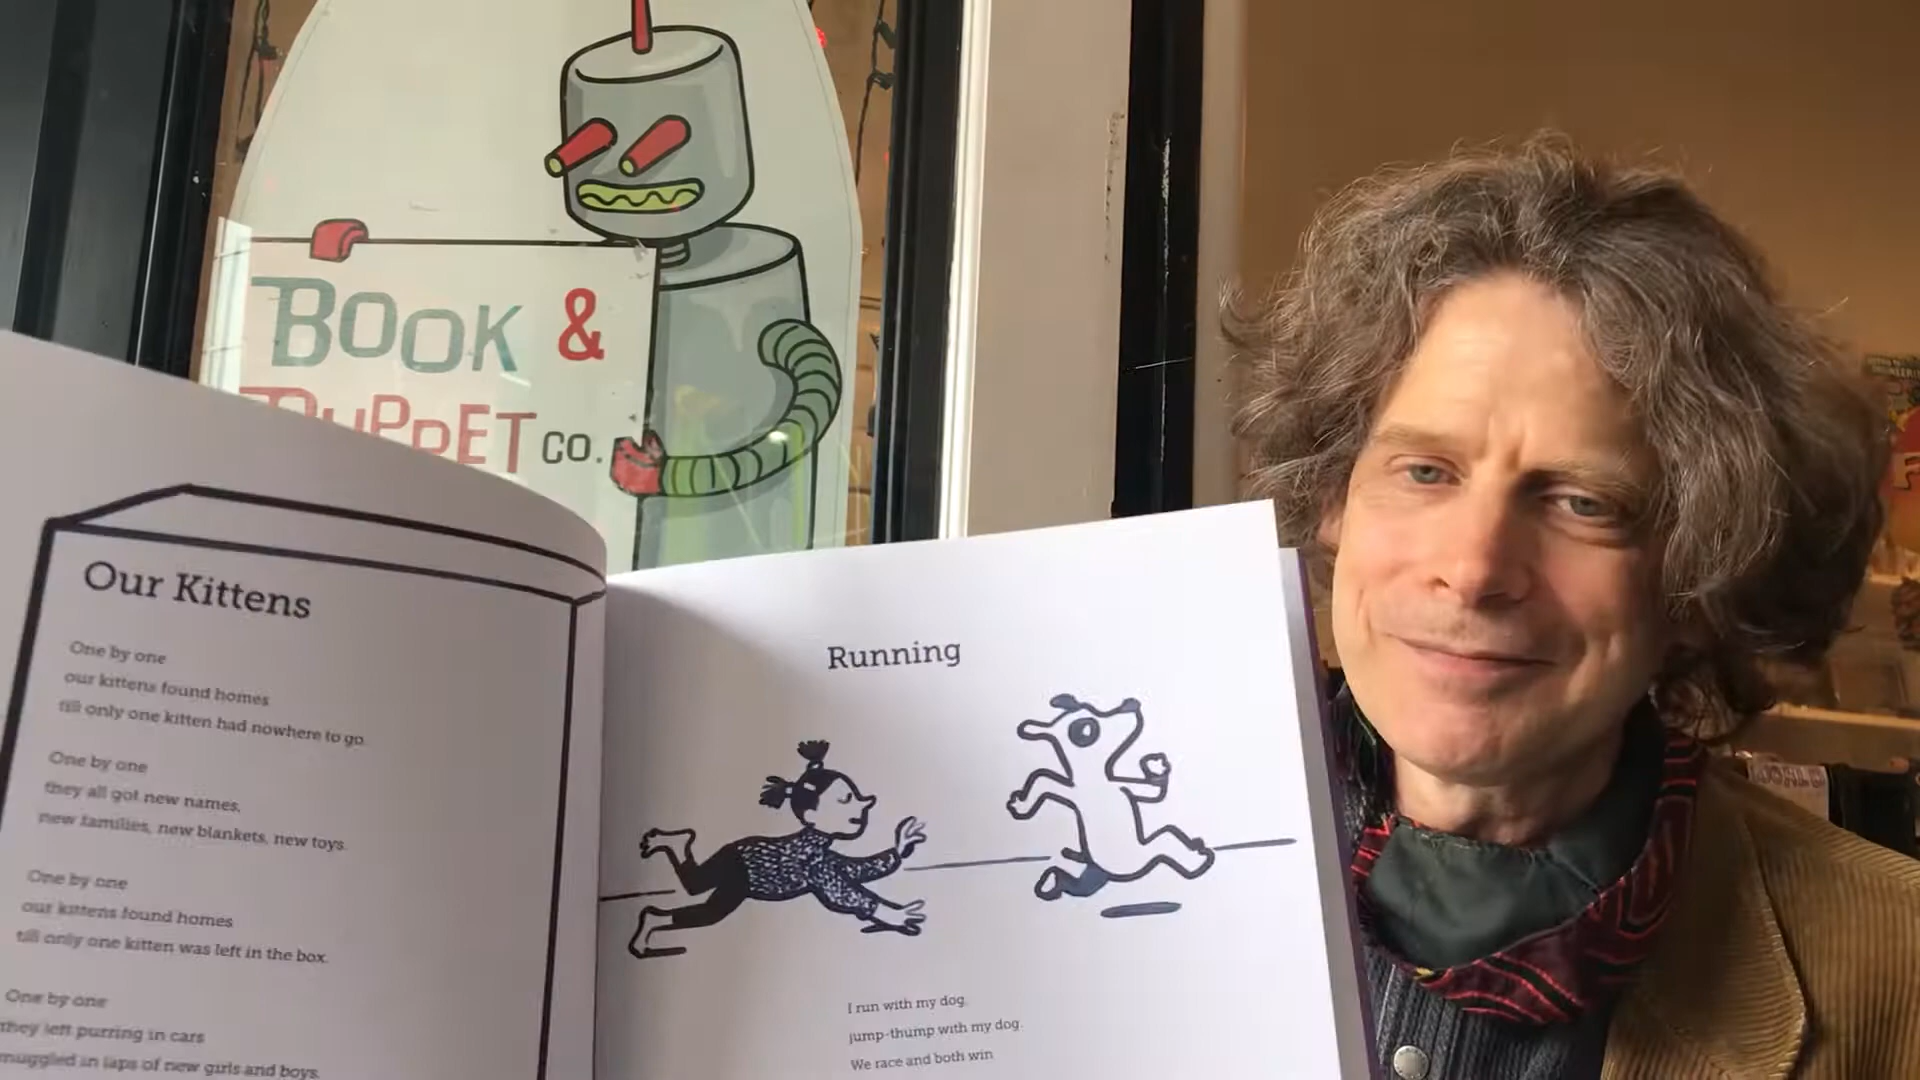 BOOK &
PUPPET CO.
Our Kittens
One by one
our kittens found homes
till only one kitten had nowhere to go.
One by one
they all got new names,
new families, new blankets, new toys.
One by one
our kittens found homes
till only one kitten was left in the box.
One by one
they left purring in cars
snuggled in laps of new girls and boys.
Running
I run with my dog,
jump-thump with my dog.
We race and both win